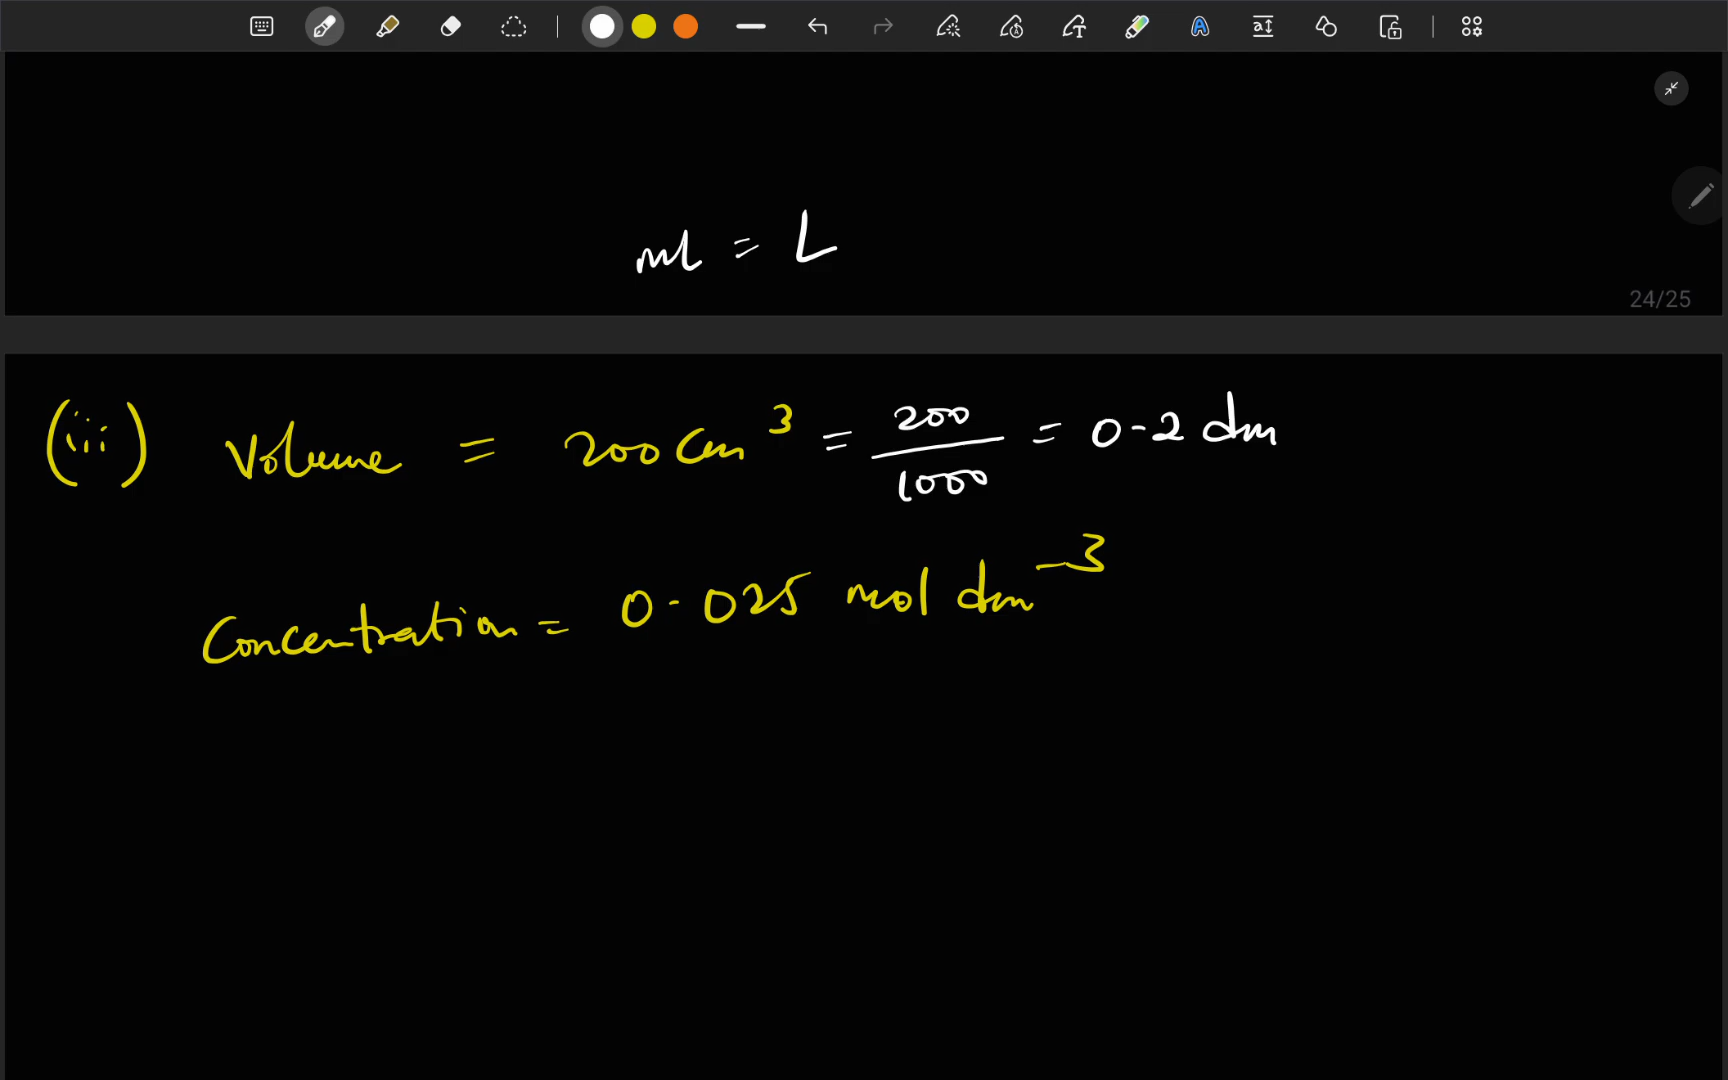 ml = L
24/25
(iii) Volume = 200 cm³ = 200/1000 = 0.2 dm
Concentration = 0.025 mol dm⁻³